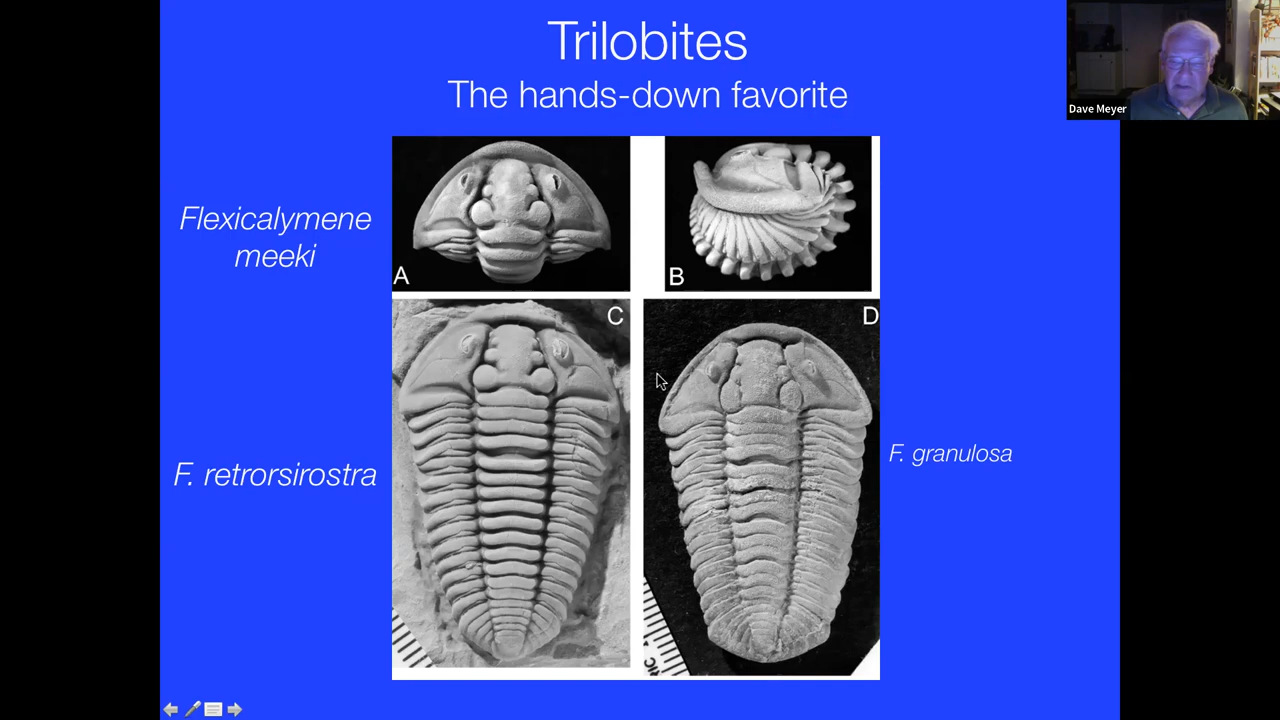 Trilobites
The hands-down favorite
Dave Meyer
Flexicalymene
meeki
A
B
C
D
F. retrorsirostra
F. granulosa